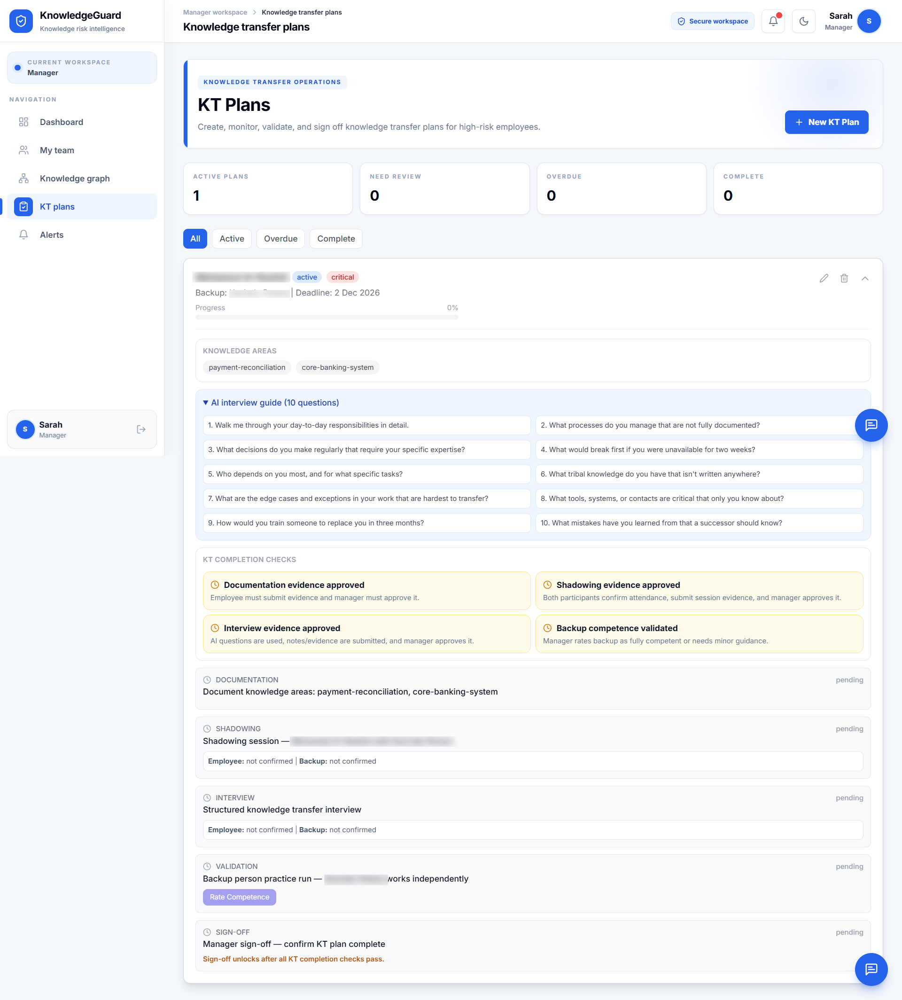 KnowledgeGuard
Knowledge risk intelligence
CURRENT WORKSPACE
Manager
NAVIGATION
Dashboard
My team
Knowledge graph
KT plans
Alerts
S
Sarah
Manager
Manager workspace
Knowledge transfer plans
Knowledge transfer plans
Secure workspace
Sarah
Manager
S
KNOWLEDGE TRANSFER OPERATIONS
KT Plans
Create, monitor, validate, and sign off knowledge transfer plans for high-risk employees.
New KT Plan
ACTIVE PLANS
1
NEED REVIEW
0
OVERDUE
0
COMPLETE
0
All
Active
Overdue
Complete
active
critical
Backup: | Deadline: 2 Dec 2026
Progress
0%
KNOWLEDGE AREAS
payment-reconciliation
core-banking-system
AI interview guide (10 questions)
1. Walk me through your day-to-day responsibilities in detail.
2. What processes do you manage that are not fully documented?
3. What decisions do you make regularly that require your specific expertise?
4. What would break first if you were unavailable for two weeks?
5. Who depends on you most, and for what specific tasks?
6. What tribal knowledge do you have that isn't written anywhere?
7. What are the edge cases and exceptions in your work that are hardest to transfer?
8. What tools, systems, or contacts are critical that only you know about?
9. How would you train someone to replace you in three months?
10. What mistakes have you learned from that a successor should know?
KT COMPLETION CHECKS
Documentation evidence approved
Employee must submit evidence and manager must approve it.
Shadowing evidence approved
Both participants confirm attendance, submit session evidence, and manager approves it.
Interview evidence approved
AI questions are used, notes/evidence are submitted, and manager approves it.
Backup competence validated
Manager rates backup as fully competent or needs minor guidance.
DOCUMENTATION
pending
Document knowledge areas: payment-reconciliation, core-banking-system
SHADOWING
pending
Shadowing session —
Employee: not confirmed | Backup: not confirmed
INTERVIEW
pending
Structured knowledge transfer interview
Employee: not confirmed | Backup: not confirmed
VALIDATION
pending
Backup person practice run — works independently
Rate Competence
SIGN-OFF
pending
Manager sign-off — confirm KT plan complete
Sign-off unlocks after all KT completion checks pass.